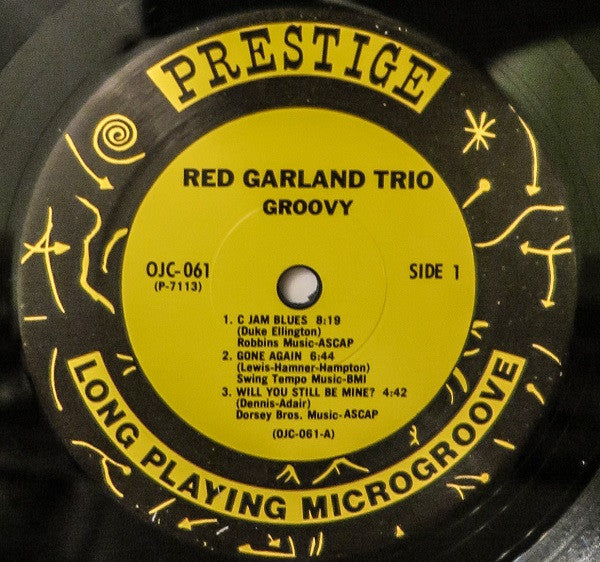 PRESTIGE
RED GARLAND TRIO
GROOVY
OJC-061
(P-7113)
SIDE 1
1. C JAM BLUES 8:19
(Duke Ellington)
Robbins Music-ASCAP
2. GONE AGAIN 6:44
(Lewis-Hamner-Hampton)
Swing Tempo Music-BMI
3. WILL YOU STILL BE MINE? 4:42
(Dennis-Adair)
Dorsey Bros. Music-ASCAP
(OJC-061-A)
LONG PLAYING MICROGROOVE